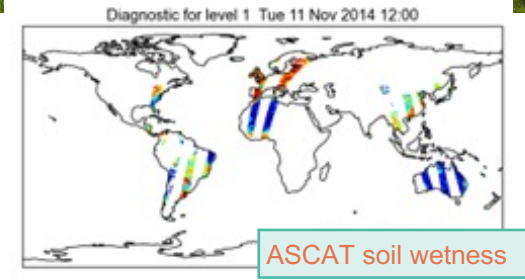 Diagnostic for level 1 Tue 11 Nov 2014 12:00
ASCAT soil wetness